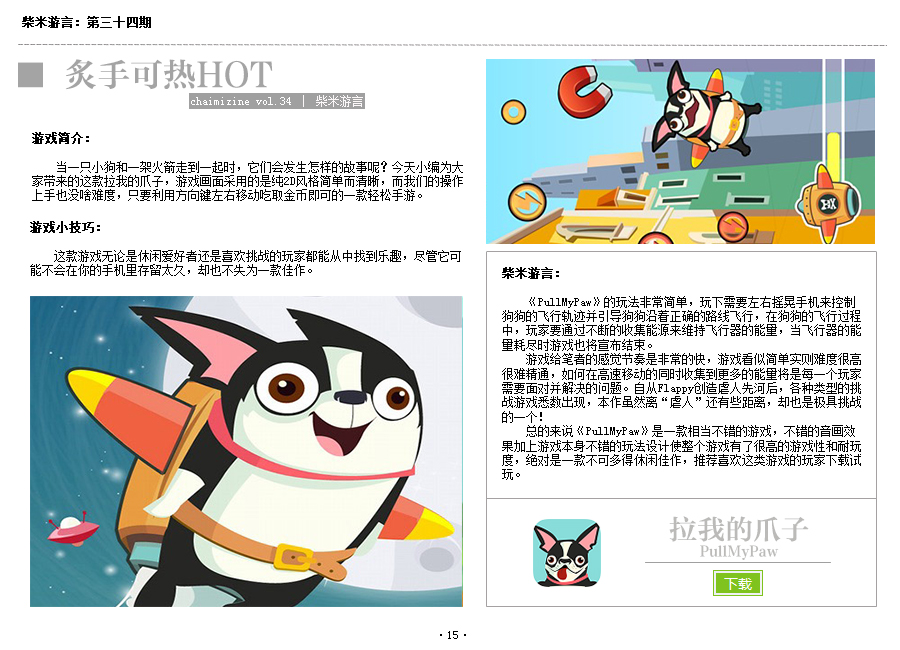 柴米游言：第三十四期
炙手可热HOT
chaimizine vol.34 | 柴米游言
游戏简介：
当一只小狗和一架火箭走到一起时，它们会发生怎样的故事呢？今天小编为大
家带来的这款拉我的爪子，游戏画面采用的是纯2D风格简单而清晰，而我们的操作
上手也没啥难度，只要利用方向键左右移动吃取金币即可的一款轻松手游。
游戏小技巧：
这款游戏无论是休闲爱好者还是喜欢挑战的玩家都能从中找到乐趣，尽管它可
能不会在你的手机里存留太久，却也不失为一款佳作。
柴米游言：
《PullMyPaw》的玩法非常简单，玩下需要左右摇晃手机来控制
狗狗的飞行轨迹并引导狗狗沿着正确的路线飞行，在狗狗的飞行过程
中，玩家要通过不断的收集能源来维持飞行器的能量，当飞行器的能
量耗尽时游戏也将宣布结束。
游戏给笔者的感觉节奏是非常的快，游戏看似简单实则难度很高
很难精通，如何在高速移动的同时收集到更多的能量将是每一个玩家
需要面对并解决的问题。自从Flappy创造虐人先河后，各种类型的挑
战游戏悉数出现，本作虽然离“虐人”还有些距离，却也是极具挑战
的一个！
总的来说《PullMyPaw》是一款相当不错的游戏，不错的音画效
果加上游戏本身不错的玩法设计使整个游戏有了很高的游戏性和耐玩
度，绝对是一款不可多得休闲佳作，推荐喜欢这类游戏的玩家下载试
玩。
拉我的爪子
PullMyPaw
下载
·15·